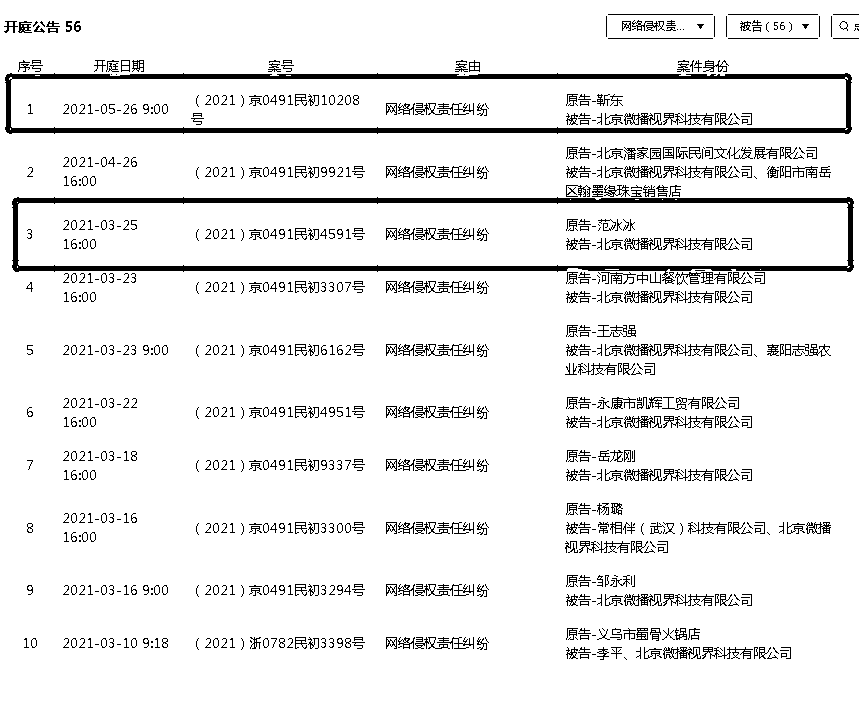 开庭公告 56
网络侵权责... ▼
被告（56） ▼
序号 开庭日期 案号 案由 案件身份
1 2021-05-26 9:00 （2021）京0491民初10208号 网络侵权责任纠纷 原告-靳东
被告-北京微播视界科技有限公司
2 2021-04-26 16:00 （2021）京0491民初9921号 网络侵权责任纠纷 原告-北京潘家园国际民间文化发展有限公司
被告-北京微播视界科技有限公司、衡阳市南岳
区翰墨缘珠宝销售店
3 2021-03-25 16:00 （2021）京0491民初4591号 网络侵权责任纠纷 原告-范冰冰
被告-北京微播视界科技有限公司
4 2021-03-23 16:00 （2021）京0491民初3307号 网络侵权责任纠纷 原告-河南方中山餐饮管理有限公司
被告-北京微播视界科技有限公司
5 2021-03-23 9:00 （2021）京0491民初6162号 网络侵权责任纠纷 原告-王志强
被告-北京微播视界科技有限公司、襄阳志强农
业科技有限公司
6 2021-03-22 16:00 （2021）京0491民初4951号 网络侵权责任纠纷 原告-永康市凯辉工贸有限公司
被告-北京微播视界科技有限公司
7 2021-03-18 16:00 （2021）京0491民初9337号 网络侵权责任纠纷 原告-岳龙刚
被告-北京微播视界科技有限公司
8 2021-03-16 16:00 （2021）京0491民初3300号 网络侵权责任纠纷 原告-杨璐
被告-常相伴（武汉）科技有限公司、北京微播
视界科技有限公司
9 2021-03-16 9:00 （2021）京0491民初3294号 网络侵权责任纠纷 原告-邹永利
被告-北京微播视界科技有限公司
10 2021-03-10 9:18 （2021）浙0782民初3398号 网络侵权责任纠纷 原告-义乌市蜀骨火锅店
被告-李平、北京微播视界科技有限公司